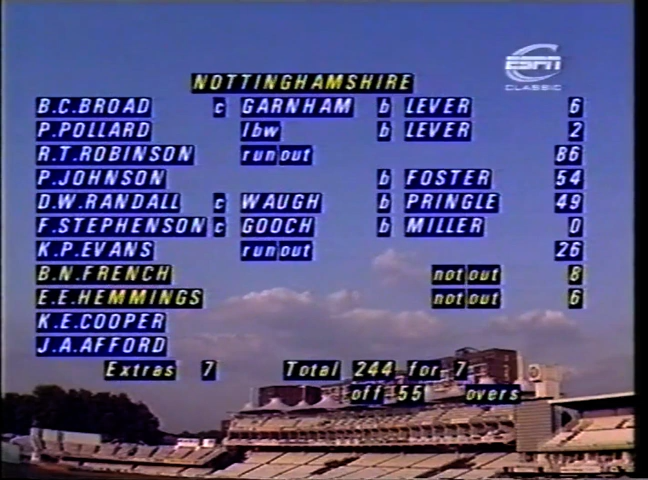 ESPN
CLASSIC
NOTTINGHAMSHIRE
B.C.BROAD c GARNHAM b LEVER 6
P.POLLARD lbw b LEVER 2
R.T.ROBINSON run out 86
P.JOHNSON b FOSTER 54
D.W.RANDALL c WAUGH b PRINGLE 49
F.STEPHENSON c GOOCH b MILLER 0
K.P.EVANS run out 26
B.N.FRENCH not out 8
E.E.HEMMINGS not out 6
K.E.COOPER
J.A.AFFORD
Extras 7 Total 244 for 7
off 55 overs